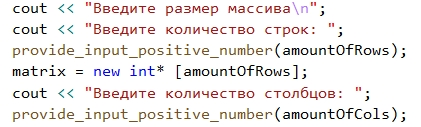 cout << "Введите размер массива\n";
cout << "Введите количество строк: ";
provide_input_positive_number(amountOfRows);
matrix = new int* [amountOfRows];
cout << "Введите количество столбцов: ";
provide_input_positive_number(amountOfCols);